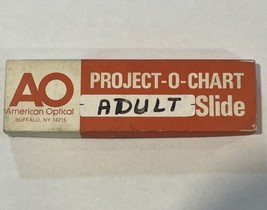 AO
American Optical
BUFFALO, NY 14215
PROJECT-O-CHART
ADULT Slide